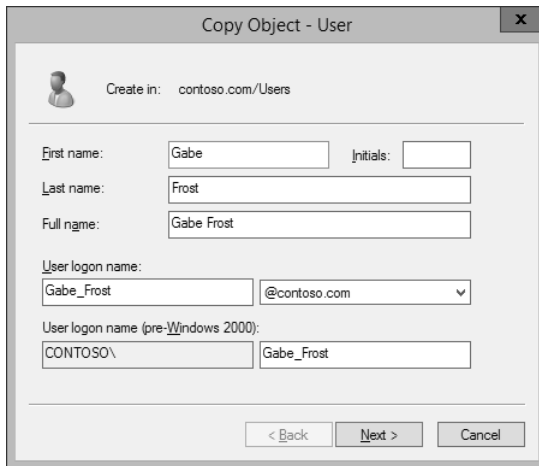 Copy Object - User
x
Create in: contoso.com/Users
First name: Gabe Initials:
Last name: Frost
Full name: Gabe Frost
User logon name:
Gabe_Frost @contoso.com
User logon name (pre-Windows 2000):
CONTOSO\ Gabe_Frost
< Back Next > Cancel